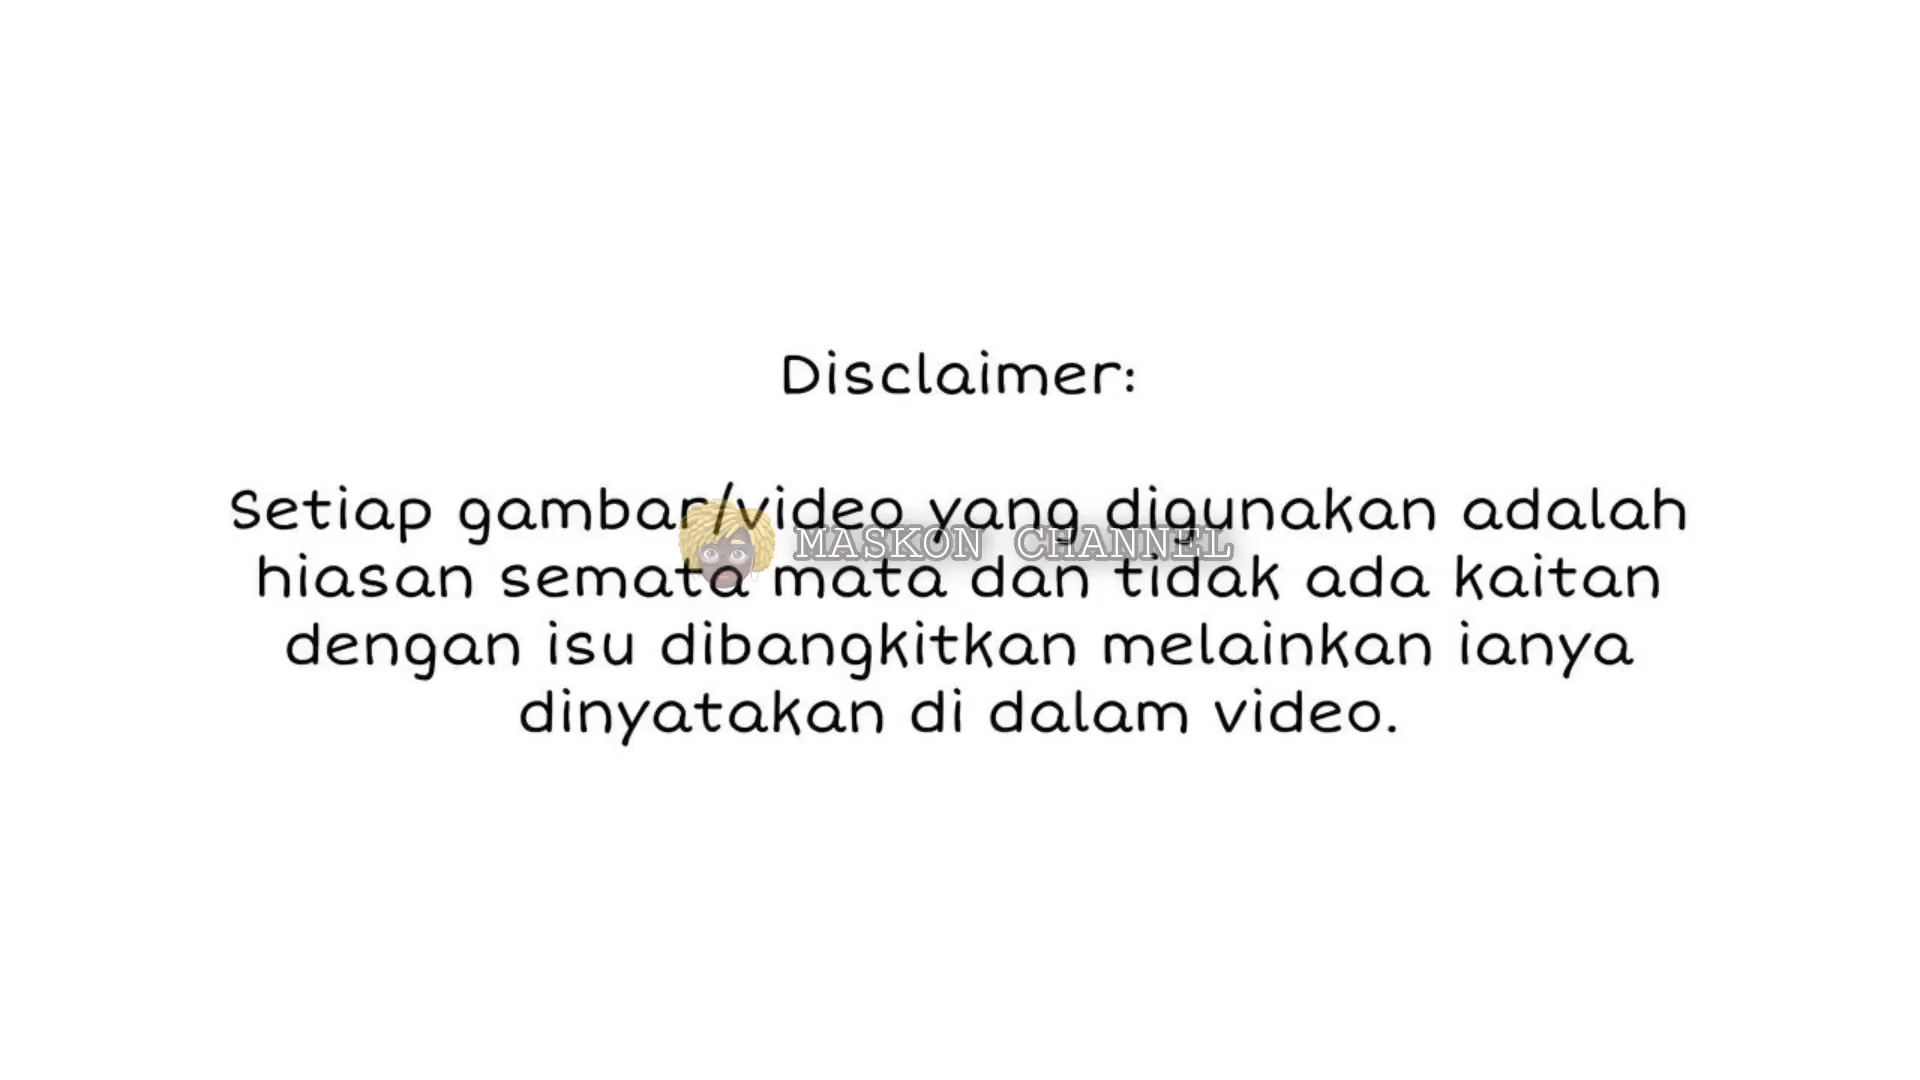 Disclaimer:
Setiap gambar/video yang digunakan adalah
MASKON CHANNEL
hiasan semata mata dan tidak ada kaitan
dengan isu dibangkitkan melainkan ianya
dinyatakan di dalam video.